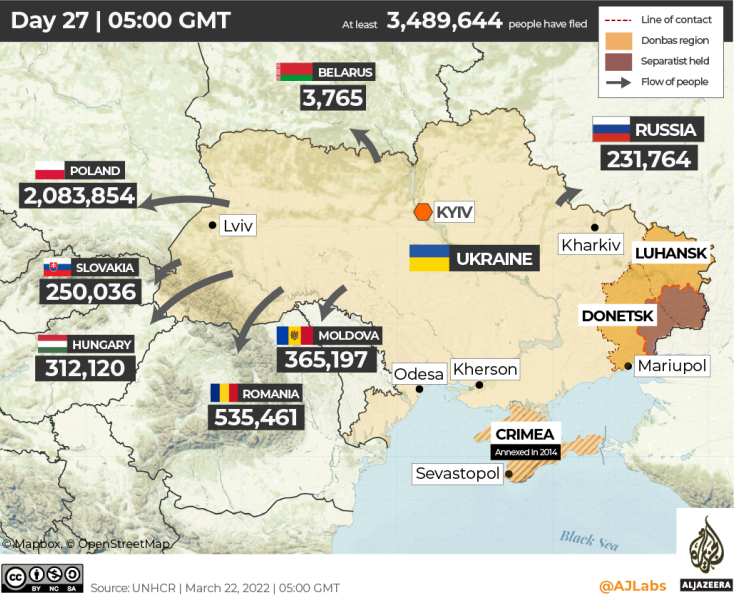 Day 27 | 05:00 GMT
At least 3,489,644 people have fled
Line of contact
Donbas region
Separatist held
Flow of people
BELARUS
3,765
RUSSIA
231,764
POLAND
2,083,854
KYIV
Lviv
Kharkiv
UKRAINE
LUHANSK
SLOVAKIA
250,036
DONETSK
HUNGARY
312,120
MOLDOVA
365,197
Mariupol
Odesa
Kherson
ROMANIA
535,461
CRIMEA
Annexed in 2014
Sevastopol
Black Sea
© Mapbox, © OpenStreetMap
cc
BY NC SA
Source: UNHCR | March 22, 2022 | 05:00 GMT
@AJLabs
ALJAZEERA